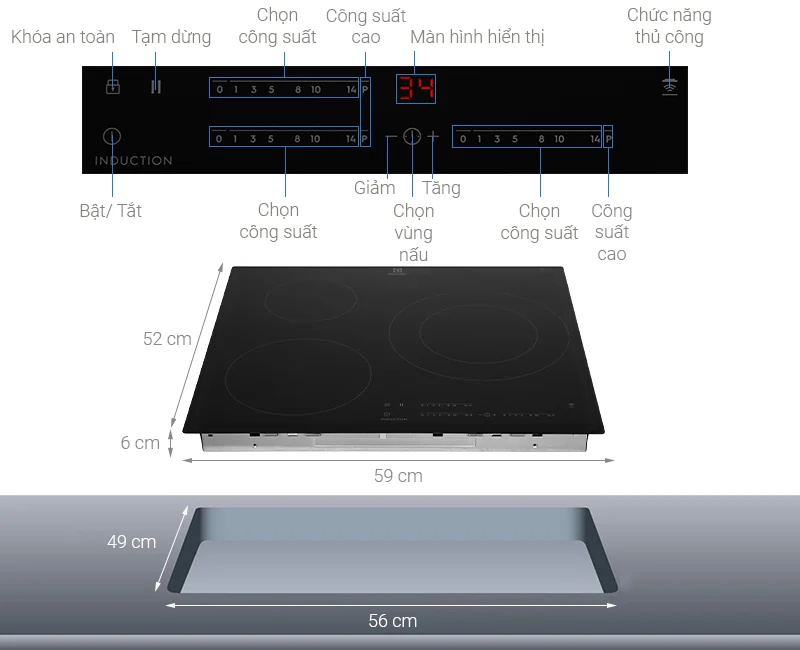 Khóa an toàn
Tạm dừng
Chọn
công suất
Công suất
cao
Màn hình hiển thị
Chức năng
thủ công
0 1 3 5 8 10 14 P
34
0 1 3 5 8 10 14 P
0 1 3 5 8 10 14 P
INDUCTION
Giảm
Tăng
Bật/ Tắt
Chọn
công suất
Chọn
vùng
nấu
Chọn
công suất
Công
suất
cao
52 cm
6 cm
59 cm
49 cm
56 cm